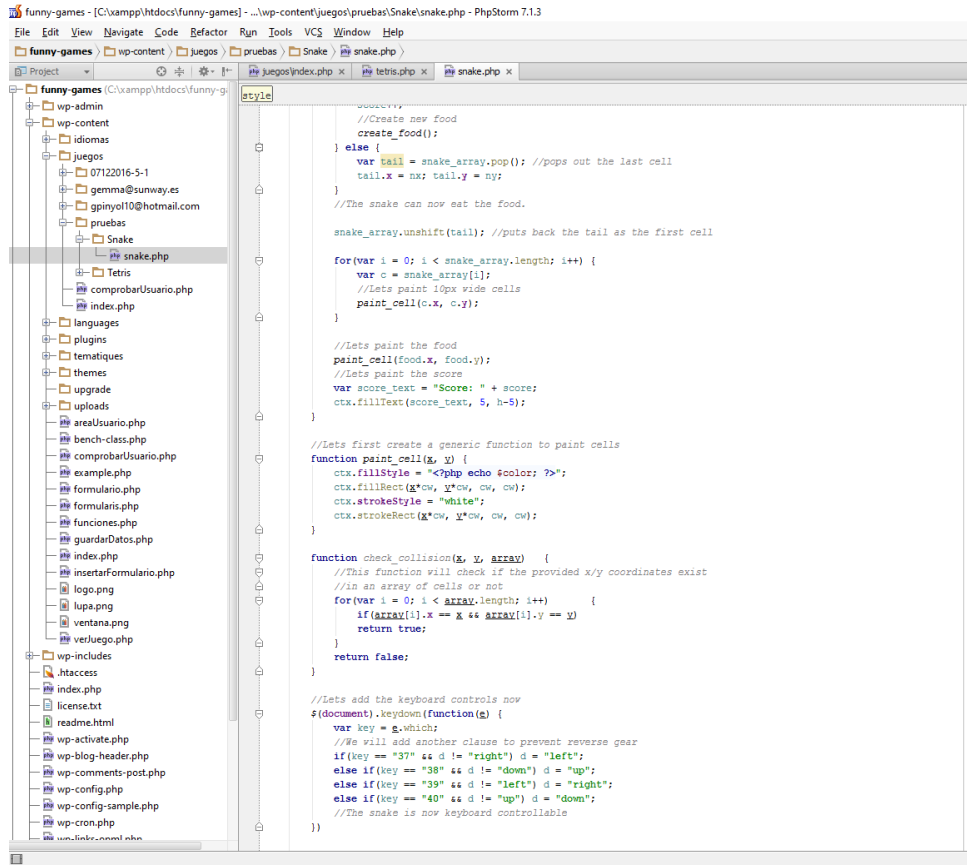 funny-games - [C:\xampp\htdocs\funny-games] - ...\wp-content\juegos\pruebas\Snake\snake.php - PhpStorm 7.1.3
File Edit View Navigate Code Refactor Run Tools VCS Window Help
funny-games wp-content juegos pruebas Snake snake.php
Project
juegos\index.php tetris.php snake.php
funny-games (C:\xampp\htdocs\funny-g
wp-admin
wp-content
idiomas
juegos
07122016-5-1
gemma@sunway.es
gpinyol10@hotmail.com
pruebas
Snake
snake.php
Tetris
comprobarUsuario.php
index.php
languages
plugins
tematiques
themes
upgrade
uploads
areaUsuario.php
bench-class.php
comprobarUsuario.php
example.php
formulario.php
formularis.php
funciones.php
guardarDatos.php
index.php
insertarFormulario.php
logo.png
lupa.png
ventana.png
verJuego.php
wp-includes
.htaccess
index.php
license.txt
readme.html
wp-activate.php
wp-blog-header.php
wp-comments-post.php
wp-config.php
wp-config-sample.php
wp-cron.php
wp-links-opml.php
style
score++;
//Create new food
create_food();
} else {
var tail = snake_array.pop(); //pops out the last cell
tail.x = nx; tail.y = ny;
}
//The snake can now eat the food.
snake_array.unshift(tail); //puts back the tail as the first cell
for(var i = 0; i < snake_array.length; i++) {
var c = snake_array[i];
//Lets paint 10px wide cells
paint_cell(c.x, c.y);
}
//Lets paint the food
paint_cell(food.x, food.y);
//Lets paint the score
var score_text = "Score: " + score;
ctx.fillText(score_text, 5, h-5);
}
//Lets first create a generic function to paint cells
function paint_cell(x, y) {
ctx.fillStyle = "<?php echo $color; ?>";
ctx.fillRect(x*cw, y*cw, cw, cw);
ctx.strokeStyle = "white";
ctx.strokeRect(x*cw, y*cw, cw, cw);
}
function check_collision(x, y, array) {
//This function will check if the provided x/y coordinates exist
//in an array of cells or not
for(var i = 0; i < array.length; i++) {
if(array[i].x == x && array[i].y == y)
return true;
}
return false;
}
//Lets add the keyboard controls now
$(document).keydown(function(e) {
var key = e.which;
//We will add another clause to prevent reverse gear
if(key == "37" && d != "right") d = "left";
else if(key == "38" && d != "down") d = "up";
else if(key == "39" && d != "left") d = "right";
else if(key == "40" && d != "up") d = "down";
//The snake is now keyboard controllable
})